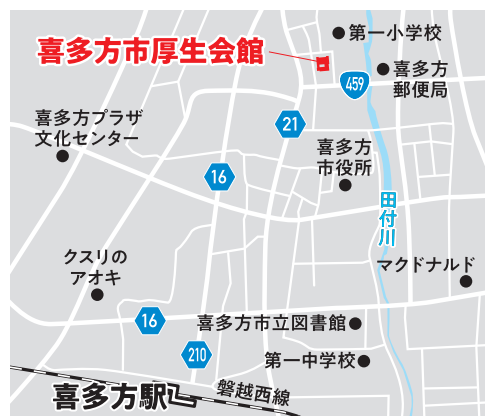 第一小学校
喜多方市厚生会館
459
喜多方
郵便局
喜多方プラザ
文化センター
21
喜多方
市役所
16
田付川
クスリの
アオキ
マクドナルド
16
喜多方市立図書館
210
第一中学校
喜多方駅
磐越西線